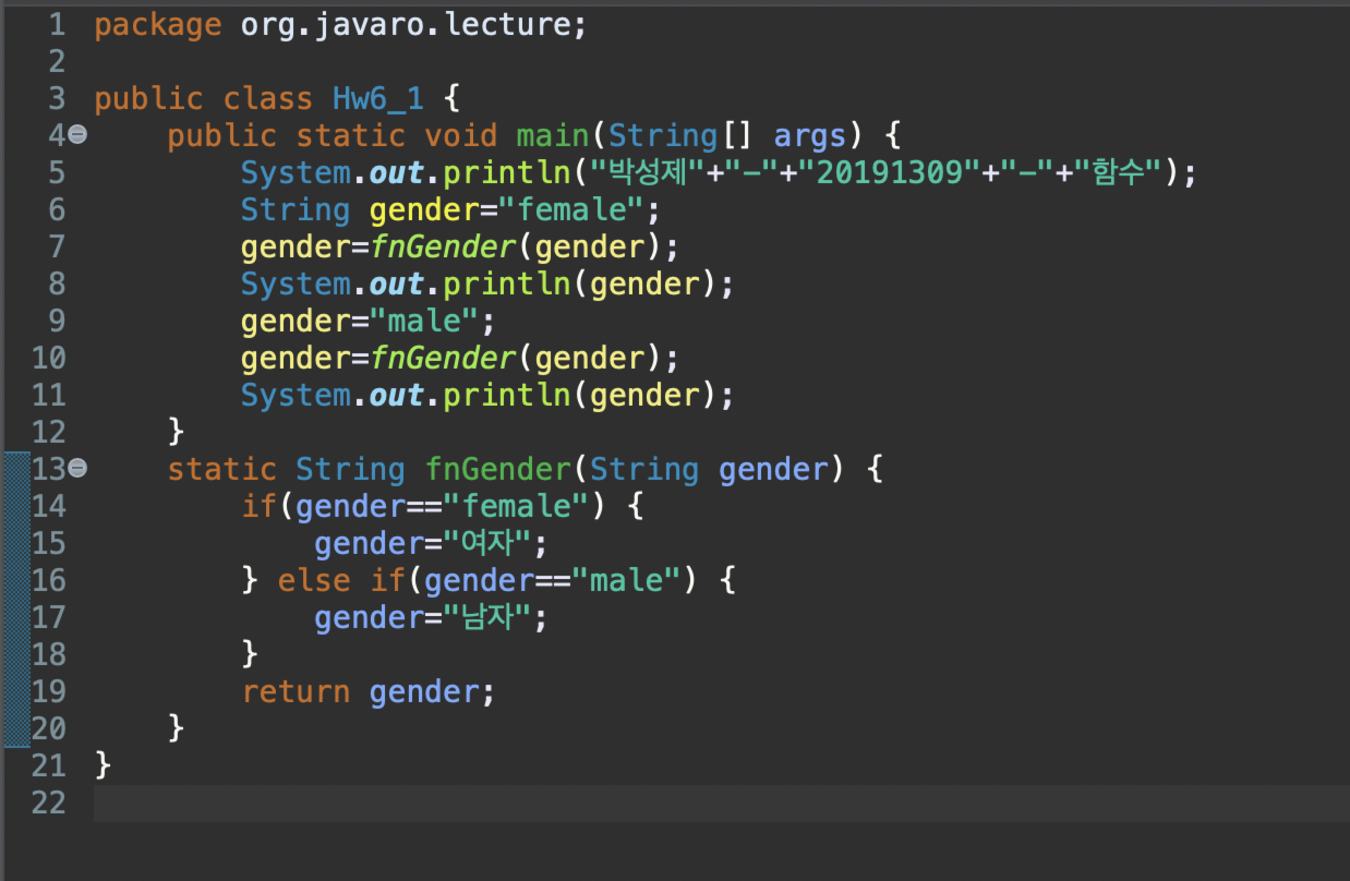 1 package org.javaro.lecture;
2
3 public class Hw6_1 {
4 public static void main(String[] args) {
5 System.out.println("박성제"+"-"+"20191309"+"-"+"함수");
6 String gender="female";
7 gender=fnGender(gender);
8 System.out.println(gender);
9 gender="male";
10 gender=fnGender(gender);
11 System.out.println(gender);
12 }
13 static String fnGender(String gender) {
14 if(gender=="female") {
15 gender="여자";
16 } else if(gender=="male") {
17 gender="남자";
18 }
19 return gender;
20 }
21 }
22